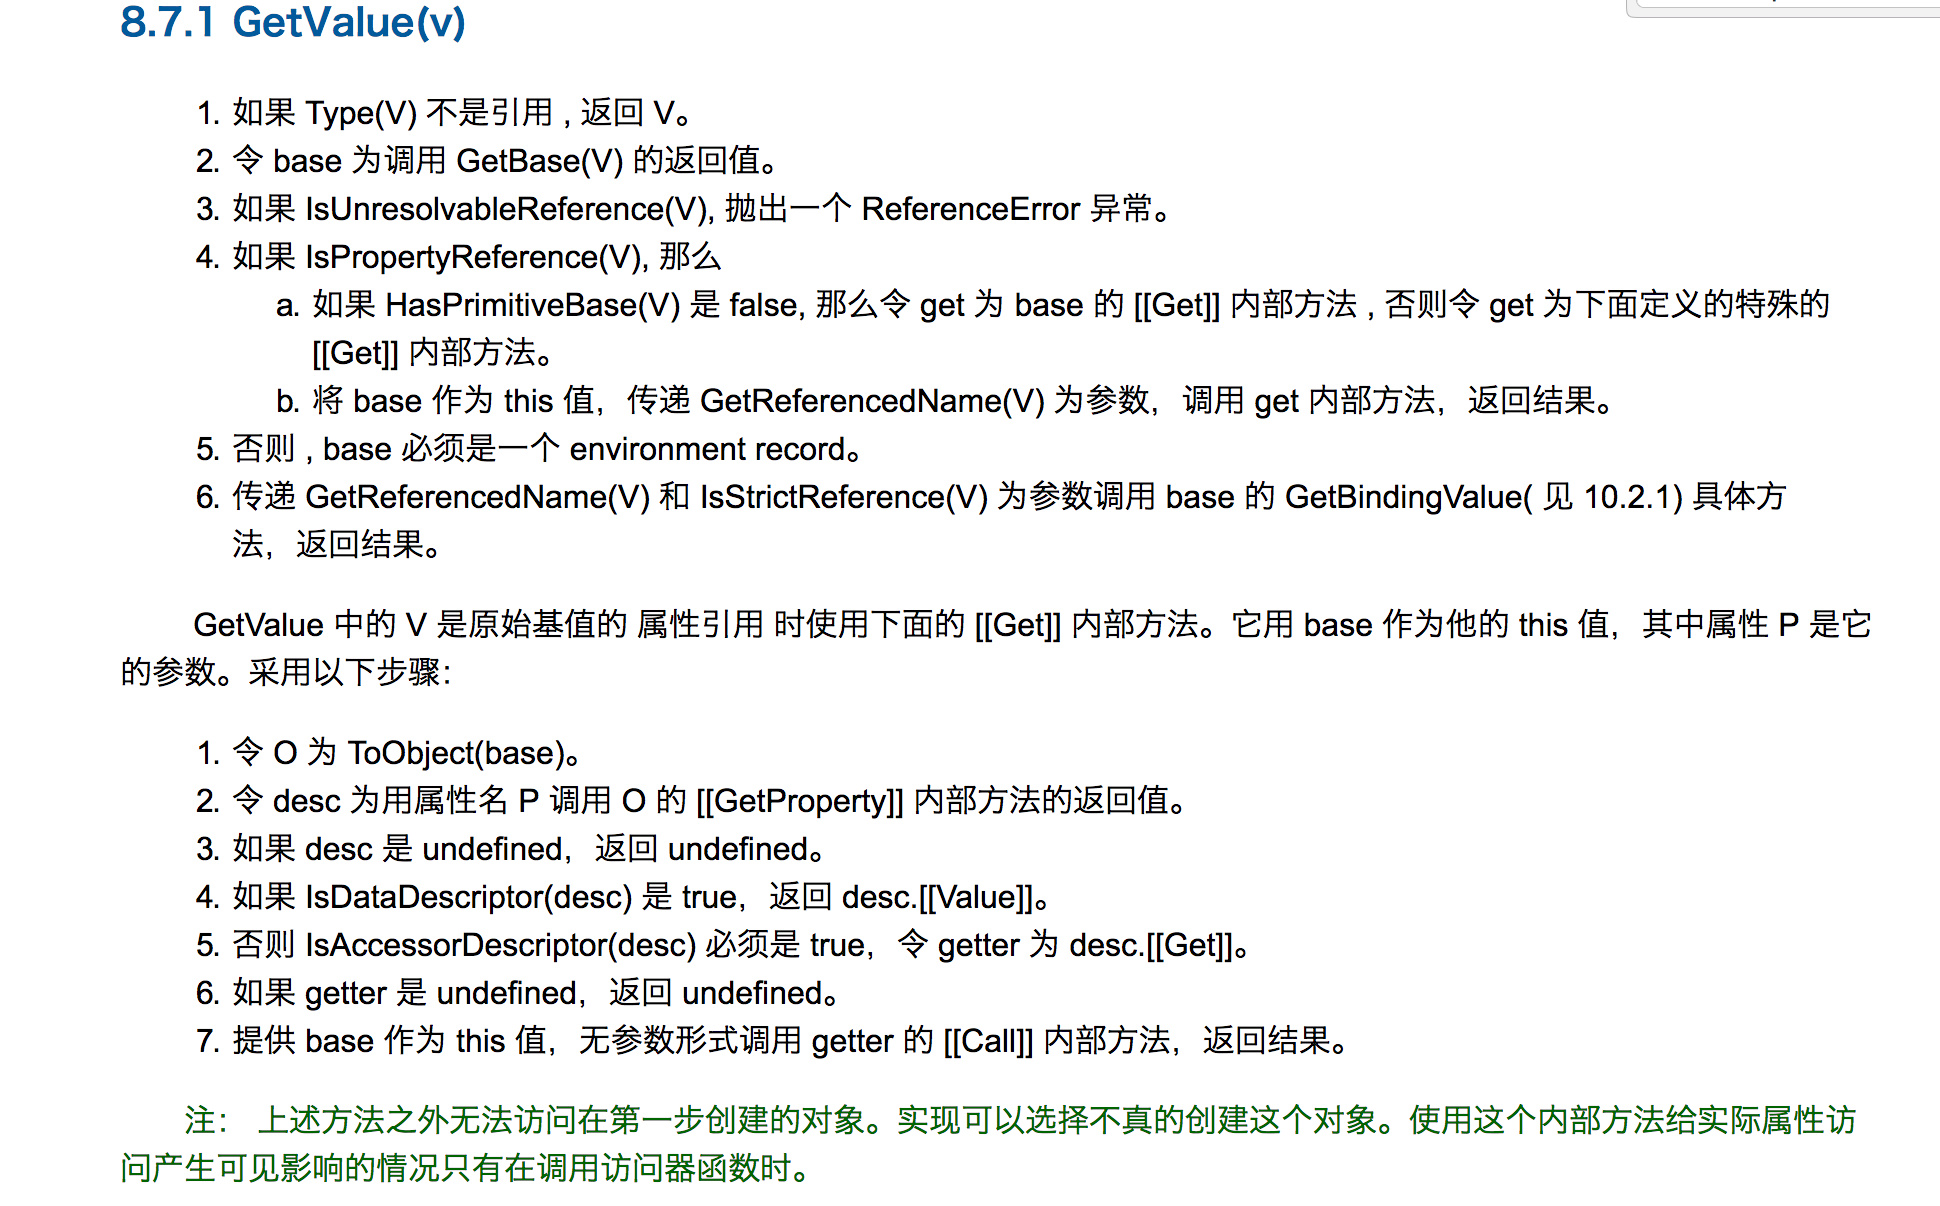 8.7.1 GetValue(v)
1. 如果 Type(V) 不是引用 , 返回 V。
2. 令 base 为调用 GetBase(V) 的返回值。
3. 如果 IsUnresolvableReference(V), 抛出一个 ReferenceError 异常。
4. 如果 IsPropertyReference(V), 那么
a. 如果 HasPrimitiveBase(V) 是 false, 那么令 get 为 base 的 [[Get]] 内部方法 , 否则令 get 为下面定义的特殊的
[[Get]] 内部方法。
b. 将 base 作为 this 值，传递 GetReferencedName(V) 为参数，调用 get 内部方法，返回结果。
5. 否则 , base 必须是一个 environment record。
6. 传递 GetReferencedName(V) 和 IsStrictReference(V) 为参数调用 base 的 GetBindingValue( 见 10.2.1) 具体方
法，返回结果。
GetValue 中的 V 是原始基值的 属性引用 时使用下面的 [[Get]] 内部方法。它用 base 作为他的 this 值，其中属性 P 是它
的参数。采用以下步骤：
1. 令 O 为 ToObject(base)。
2. 令 desc 为用属性名 P 调用 O 的 [[GetProperty]] 内部方法的返回值。
3. 如果 desc 是 undefined，返回 undefined。
4. 如果 IsDataDescriptor(desc) 是 true，返回 desc.[[Value]]。
5. 否则 IsAccessorDescriptor(desc) 必须是 true，令 getter 为 desc.[[Get]]。
6. 如果 getter 是 undefined，返回 undefined。
7. 提供 base 作为 this 值，无参数形式调用 getter 的 [[Call]] 内部方法，返回结果。
注： 上述方法之外无法访问在第一步创建的对象。实现可以选择不真的创建这个对象。使用这个内部方法给实际属性访
问产生可见影响的情况只有在调用访问器函数时。